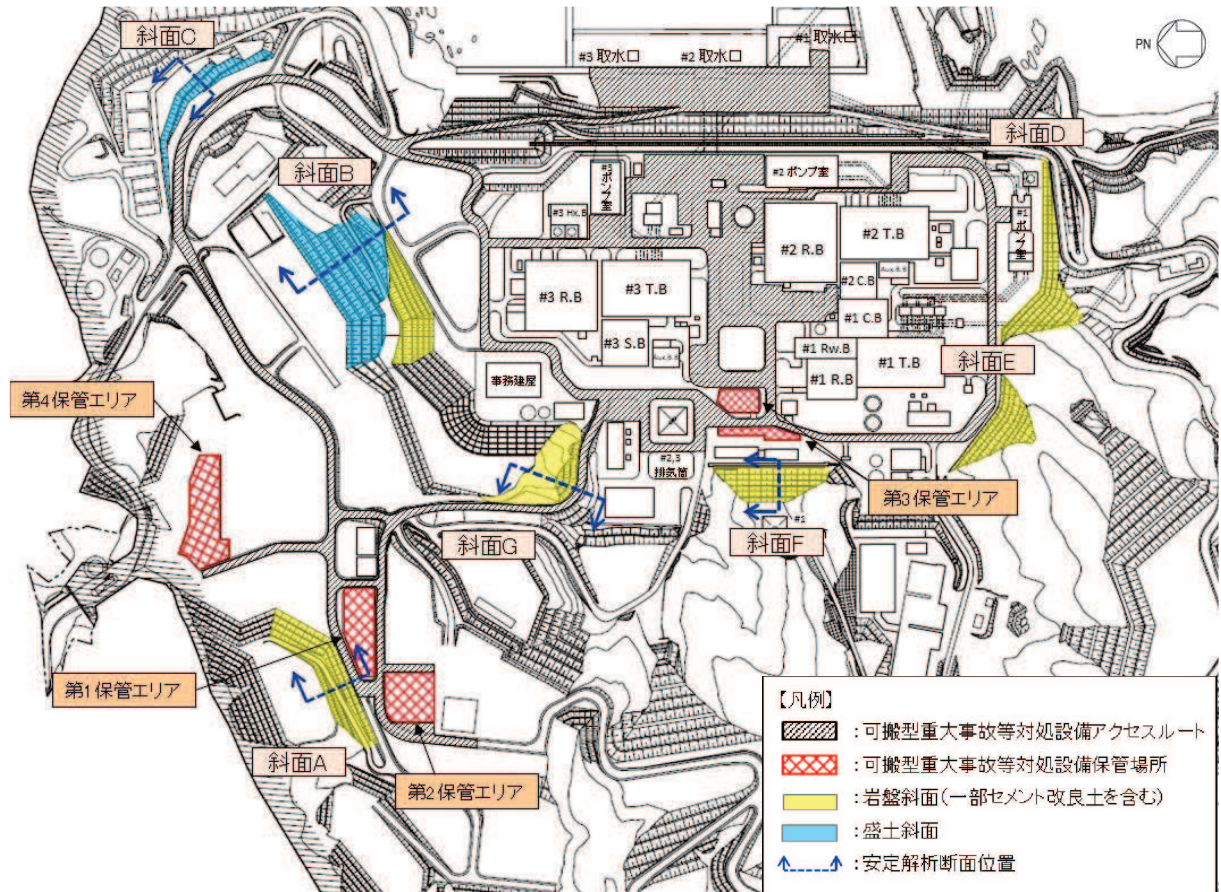 斜面C
#3 取水口
#2 取水口
#1 取水口
PN
斜面D
斜面B
#3
ポンプ室
#2 ポンプ室
#1
ポンプ室
#3 Hx.B
#2 R.B
#2 T.B
Aux.B.B
#2 C.B
#3 R.B
#3 T.B
#1 C.B
#3 S.B
Aux.B.B
#1 Rw.B
#1 T.B
#1 R.B
斜面E
事務建屋
第4保管エリア
#2,3
排気筒
第3保管エリア
斜面G
#1
斜面F
第1保管エリア
斜面A
第2保管エリア
【凡例】
：可搬型重大事故等対処設備アクセスルート
：可搬型重大事故等対処設備保管場所
：岩盤斜面(一部セメント改良土を含む)
：盛土斜面
：安定解析断面位置